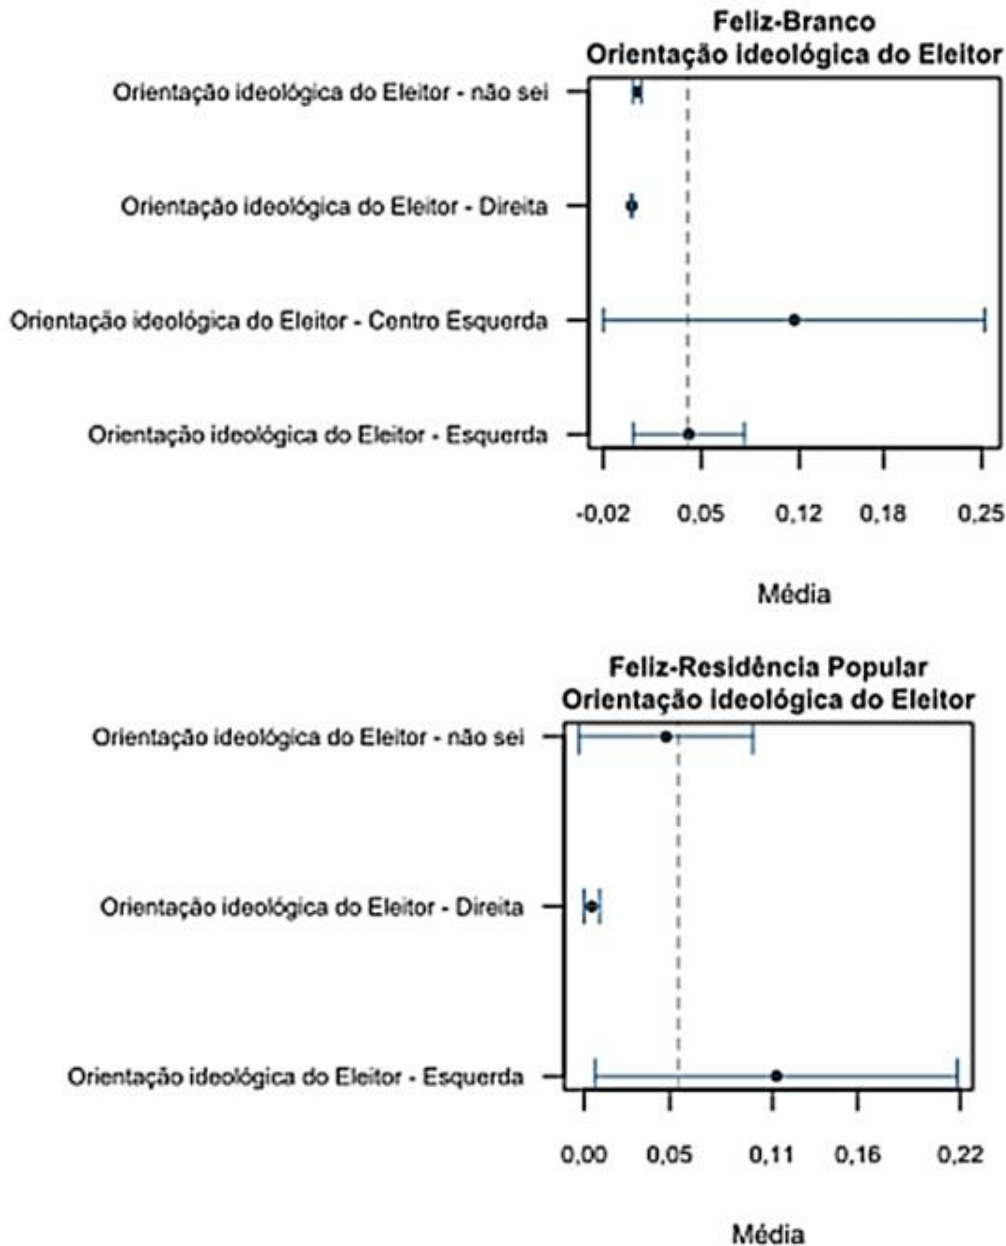 Feliz-Branco
Orientação ideológica do Eleitor
Orientação ideológica do Eleitor - não sei
Orientação ideológica do Eleitor - Direita
Orientação ideológica do Eleitor - Centro Esquerda
Orientação ideológica do Eleitor - Esquerda
-0,02 0,05 0,12 0,18 0,25
Média
Feliz-Residência Popular
Orientação ideológica do Eleitor
Orientação ideológica do Eleitor - não sei
Orientação ideológica do Eleitor - Direita
Orientação ideológica do Eleitor - Esquerda
0,00 0,05 0,11 0,16 0,22
Média